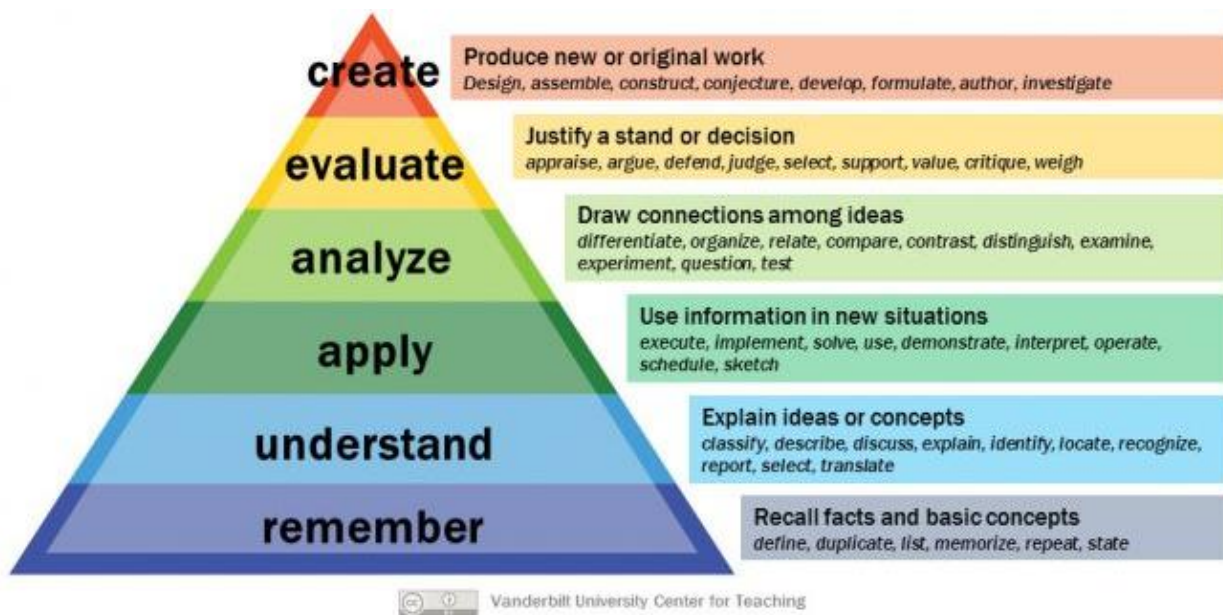 create
Produce new or original work
Design, assemble, construct, conjecture, develop, formulate, author, investigate
evaluate
Justify a stand or decision
appraise, argue, defend, judge, select, support, value, critique, weigh
analyze
Draw connections among ideas
differentiate, organize, relate, compare, contrast, distinguish, examine,
experiment, question, test
apply
Use information in new situations
execute, implement, solve, use, demonstrate, interpret, operate,
schedule, sketch
understand
Explain ideas or concepts
classify, describe, discuss, explain, identify, locate, recognize,
report, select, translate
remember
Recall facts and basic concepts
define, duplicate, list, memorize, repeat, state
cc
Vanderbilt University Center for Teaching